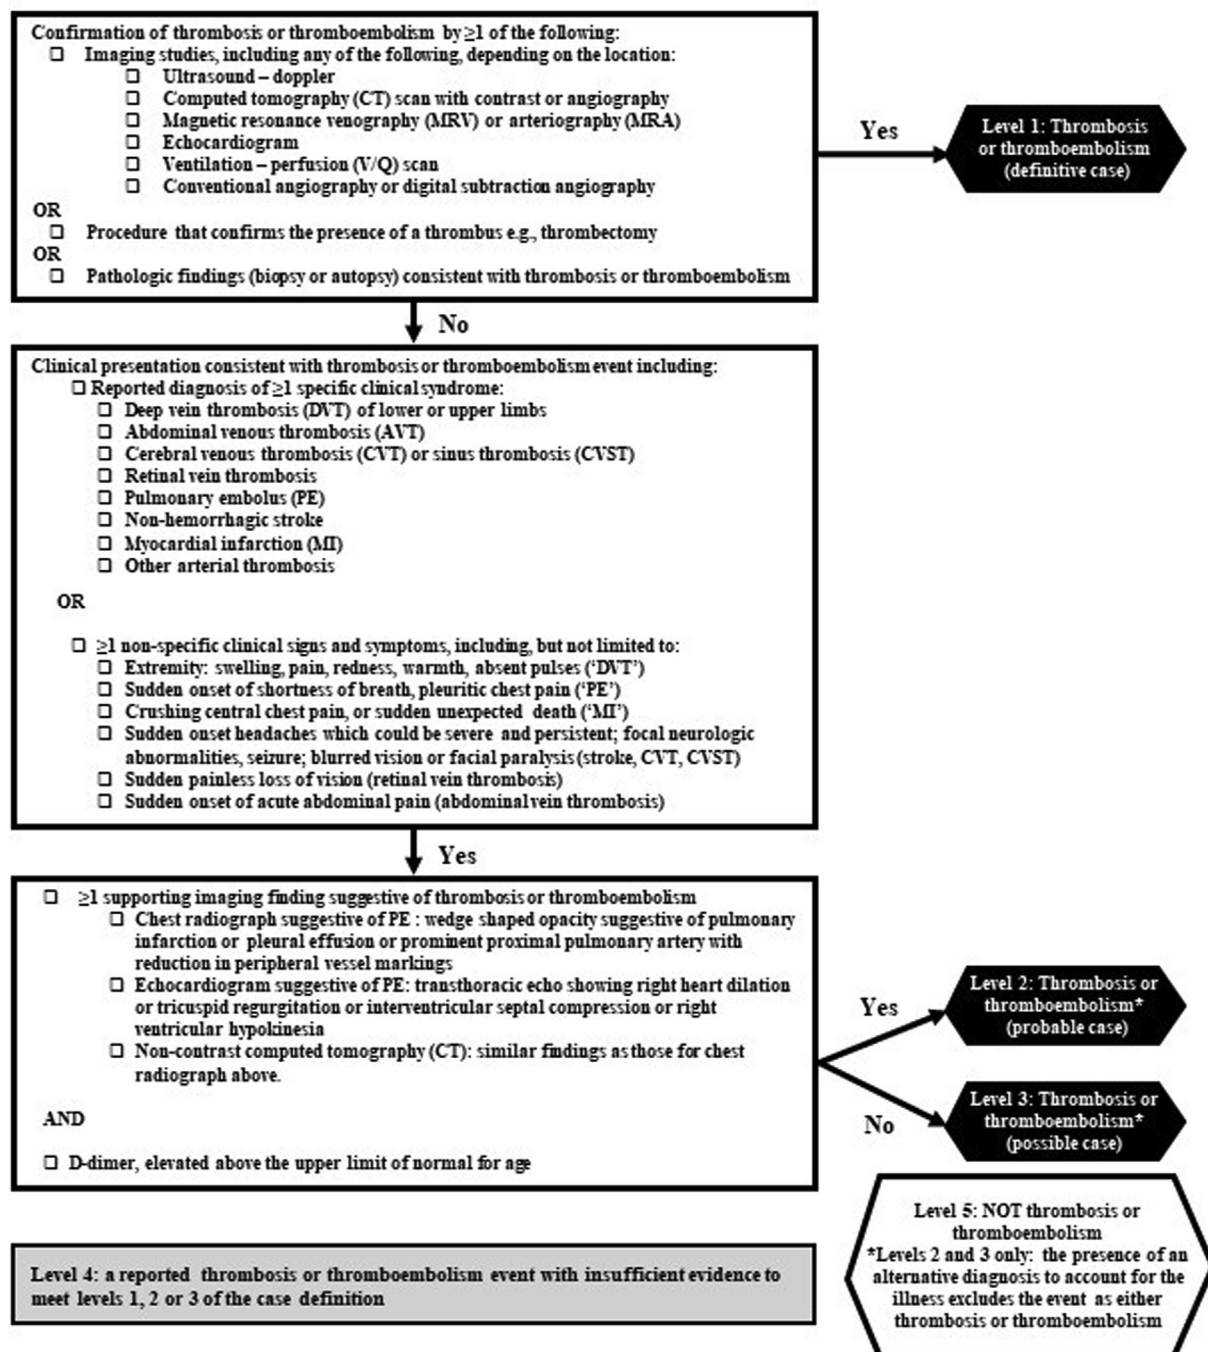 Confirmation of thrombosis or thromboembolism by ≥1 of the following:
❑ Imaging studies, including any of the following, depending on the location:
❑ Ultrasound – doppler
❑ Computed tomography (CT) scan with contrast or angiography
❑ Magnetic resonance venography (MRV) or arteriography (MRA)
❑ Echocardiogram
❑ Ventilation – perfusion (V/Q) scan
❑ Conventional angiography or digital subtraction angiography
OR
❑ Procedure that confirms the presence of a thrombus e.g., thrombectomy
OR
❑ Pathologic findings (biopsy or autopsy) consistent with thrombosis or thromboembolism
Yes
Level 1: Thrombosis
or thromboembolism
(definitive case)
No
Clinical presentation consistent with thrombosis or thromboembolism event including:
❑ Reported diagnosis of ≥1 specific clinical syndrome:
❑ Deep vein thrombosis (DVT) of lower or upper limbs
❑ Abdominal venous thrombosis (AVT)
❑ Cerebral venous thrombosis (CVT) or sinus thrombosis (CVST)
❑ Retinal vein thrombosis
❑ Pulmonary embolus (PE)
❑ Non-hemorrhagic stroke
❑ Myocardial infarction (MI)
❑ Other arterial thrombosis
OR
❑ ≥1 non-specific clinical signs and symptoms, including, but not limited to:
❑ Extremity: swelling, pain, redness, warmth, absent pulses (‘DVT’)
❑ Sudden onset of shortness of breath, pleuritic chest pain (‘PE’)
❑ Crushing central chest pain, or sudden unexpected death (‘MI’)
❑ Sudden onset headaches which could be severe and persistent; focal neurologic
abnormalities, seizure; blurred vision or facial paralysis (stroke, CVT, CVST)
❑ Sudden painless loss of vision (retinal vein thrombosis)
❑ Sudden onset of acute abdominal pain (abdominal vein thrombosis)
Yes
❑ ≥1 supporting imaging finding suggestive of thrombosis or thromboembolism
❑ Chest radiograph suggestive of PE : wedge shaped opacity suggestive of pulmonary
infarction or pleural effusion or prominent proximal pulmonary artery with
reduction in peripheral vessel markings
❑ Echocardiogram suggestive of PE: transthoracic echo showing right heart dilation
or tricuspid regurgitation or interventricular septal compression or right
ventricular hypokinesia
❑ Non-contrast computed tomography (CT): similar findings as those for chest
radiograph above.
AND
❑ D-dimer, elevated above the upper limit of normal for age
Yes
Level 2: Thrombosis or
thromboembolism*
(probable case)
No
Level 3: Thrombosis or
thromboembolism*
(possible case)
Level 5: NOT thrombosis or
thromboembolism
*Levels 2 and 3 only: the presence of an
alternative diagnosis to account for the
illness excludes the event as either
thrombosis or thromboembolism
Level 4: a reported thrombosis or thromboembolism event with insufficient evidence to
meet levels 1, 2 or 3 of the case definition